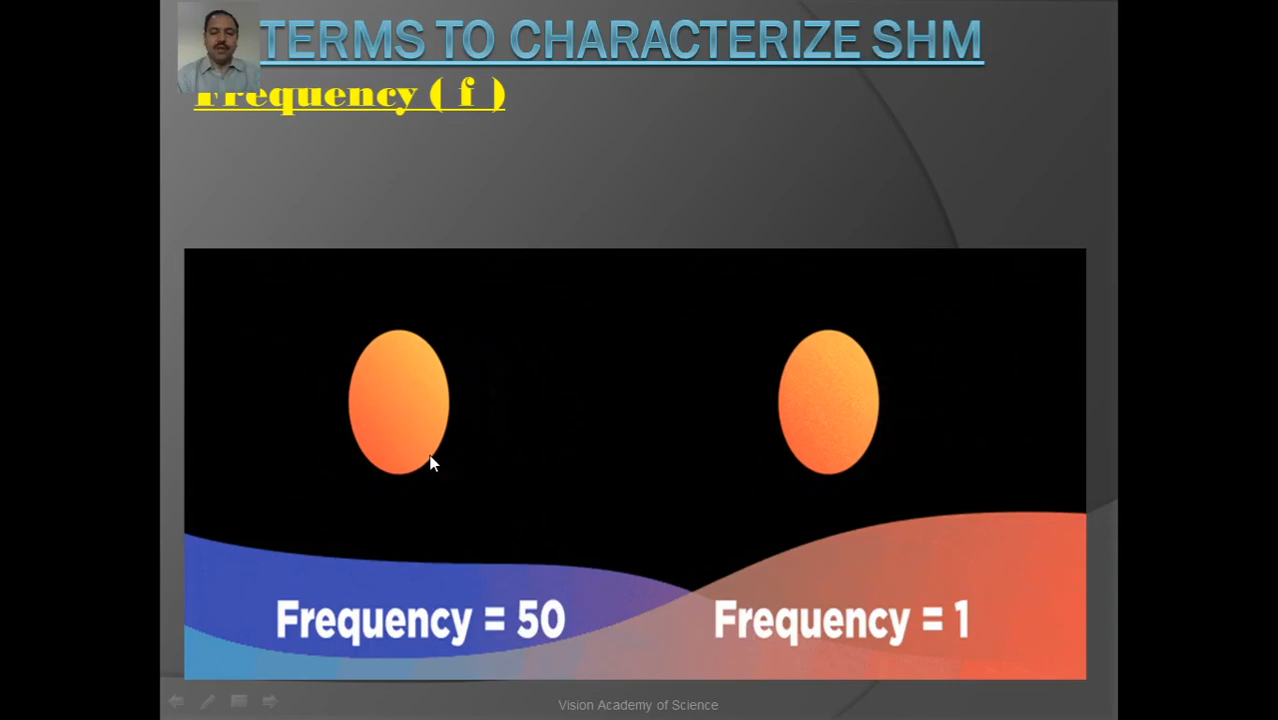 TERMS TO CHARACTERIZE SHM
Frequency ( f )
Frequency = 50
Frequency = 1
Vision Academy of Science